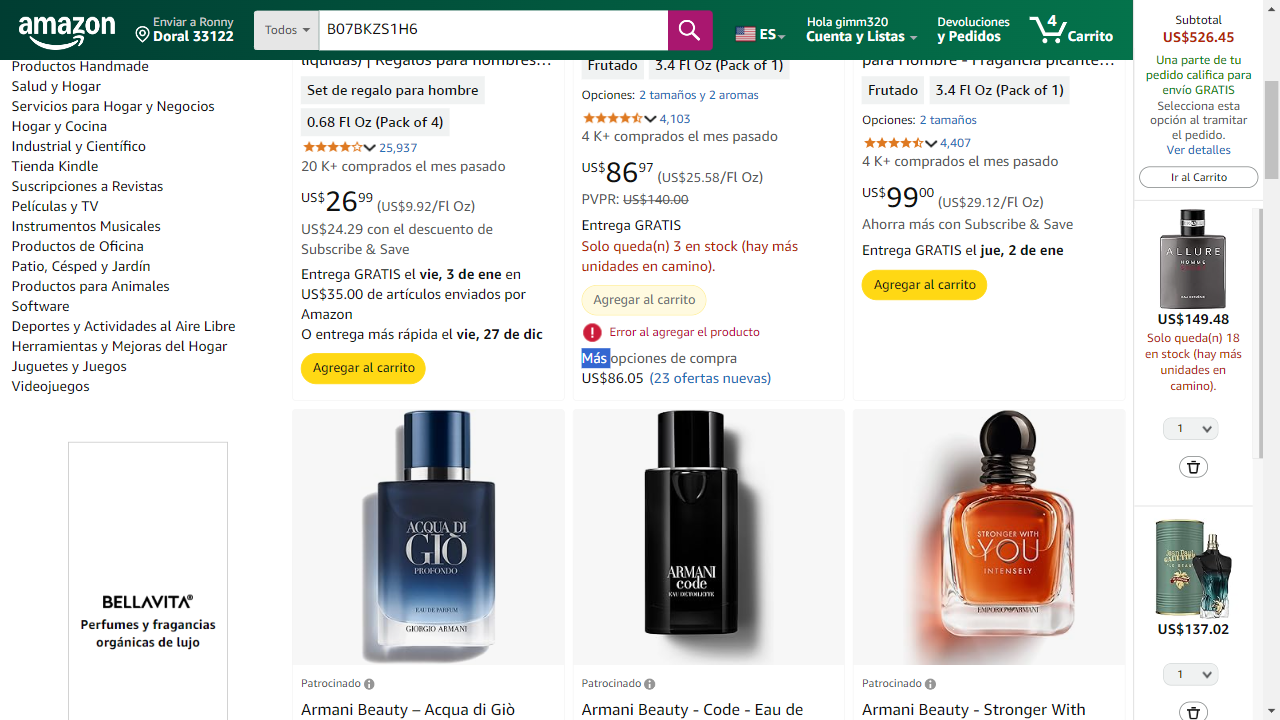 amazon
Enviar a Ronny
Doral 33122
Todos
B07BKZS1H6
ES
Hola gimm320
Cuenta y Listas
Devoluciones
y Pedidos
4
Carrito
Productos Handmade
Salud y Hogar
Servicios para Hogar y Negocios
Hogar y Cocina
Industrial y Científico
Tienda Kindle
Suscripciones a Revistas
Películas y TV
Instrumentos Musicales
Productos de Oficina
Patio, Césped y Jardín
Productos para Animales
Software
Deportes y Actividades al Aire Libre
Herramientas y Mejoras del Hogar
Juguetes y Juegos
Videojuegos
BELLAVITA®
Perfumes y fragancias
orgánicas de lujo
líquidas) | Regalos para hombres…
Set de regalo para hombre
0.68 Fl Oz (Pack of 4)
25,937
20 K+ comprados el mes pasado
US$26.99 (US$9.92/Fl Oz)
US$24.29 con el descuento de
Subscribe & Save
Entrega GRATIS el vie, 3 de ene en
US$35.00 de artículos enviados por
Amazon
O entrega más rápida el vie, 27 de dic
Agregar al carrito
Frutado
3.4 Fl Oz (Pack of 1)
Opciones: 2 tamaños y 2 aromas
4,103
4 K+ comprados el mes pasado
US$86.97 (US$25.58/Fl Oz)
PVPR: US$140.00
Entrega GRATIS
Solo queda(n) 3 en stock (hay más
unidades en camino).
Agregar al carrito
Error al agregar el producto
Más opciones de compra
US$86.05 (23 ofertas nuevas)
para Hombre - Fragancia picante…
Frutado
3.4 Fl Oz (Pack of 1)
Opciones: 2 tamaños
4,407
4 K+ comprados el mes pasado
US$99.00 (US$29.12/Fl Oz)
Ahorra más con Subscribe & Save
Entrega GRATIS el jue, 2 de ene
Agregar al carrito
ACQUA DI
GIÒ
PROFONDO
EAU DE PARFUM
GIORGIO ARMANI
Patrocinado
Armani Beauty – Acqua di Giò
ARMANI
code
EAU DE TOILETTE
Patrocinado
Armani Beauty - Code - Eau de
STRONGER WITH
YOU
INTENSELY
EMPORIO ARMANI
Patrocinado
Armani Beauty - Stronger With
Subtotal
US$526.45
Una parte de tu
pedido califica para
envío GRATIS
Selecciona esta
opción al tramitar
el pedido.
Ver detalles
Ir al Carrito
ALLURE
HOMME
US$149.48
Solo queda(n) 18
en stock (hay más
unidades en
camino).
1
Jean Paul
GAULTIER
US$137.02
1